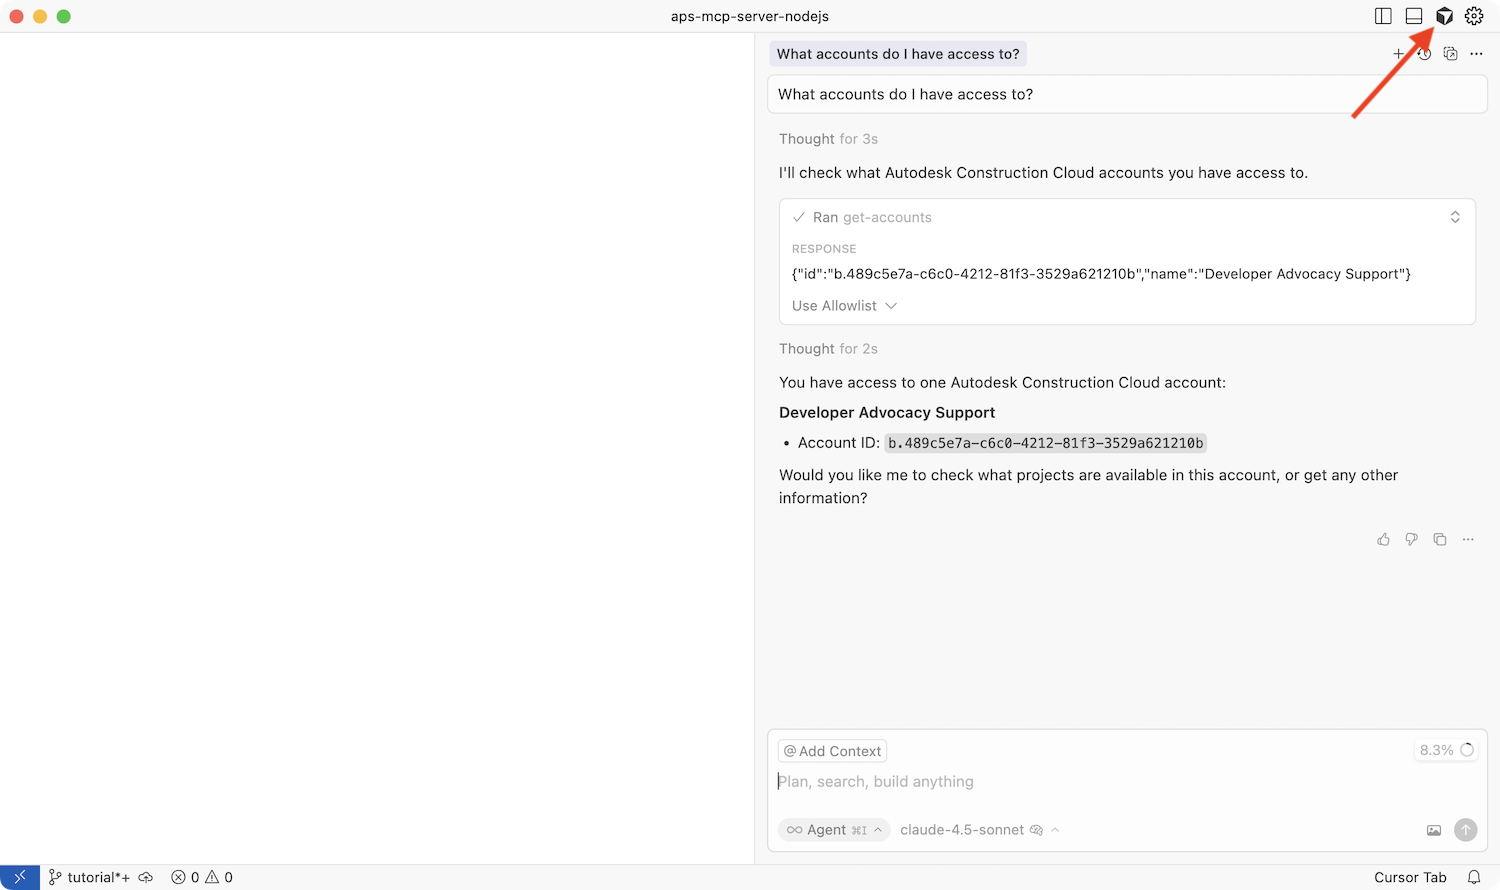 aps-mcp-server-nodejs
What accounts do I have access to?
What accounts do I have access to?
Thought for 3s
I'll check what Autodesk Construction Cloud accounts you have access to.
Ran get-accounts
RESPONSE
{"id":"b.489c5e7a-c6c0-4212-81f3-3529a621210b","name":"Developer Advocacy Support"}
Use Allowlist
Thought for 2s
You have access to one Autodesk Construction Cloud account:
Developer Advocacy Support
• Account ID: b.489c5e7a-c6c0-4212-81f3-3529a621210b
Would you like me to check what projects are available in this account, or get any other
information?
@ Add Context
8.3%
Plan, search, build anything
Agent ⌘I
claude-4.5-sonnet
tutorial*+
0
0
Cursor Tab